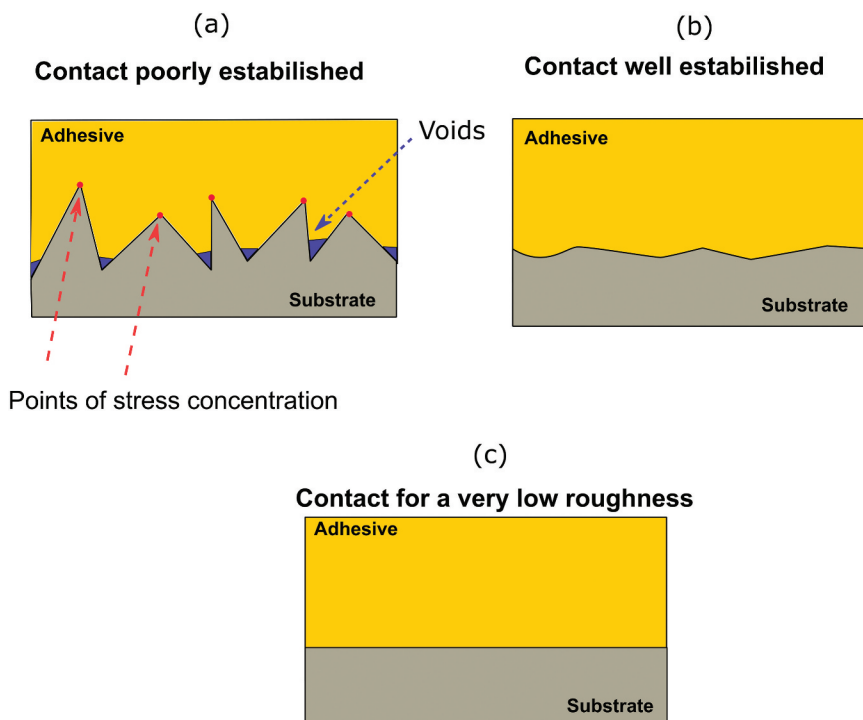 (a)
Contact poorly estabilished
Adhesive
Voids
Substrate
Points of stress concentration
(b)
Contact well estabilished
Adhesive
Substrate
(c)
Contact for a very low roughness
Adhesive
Substrate